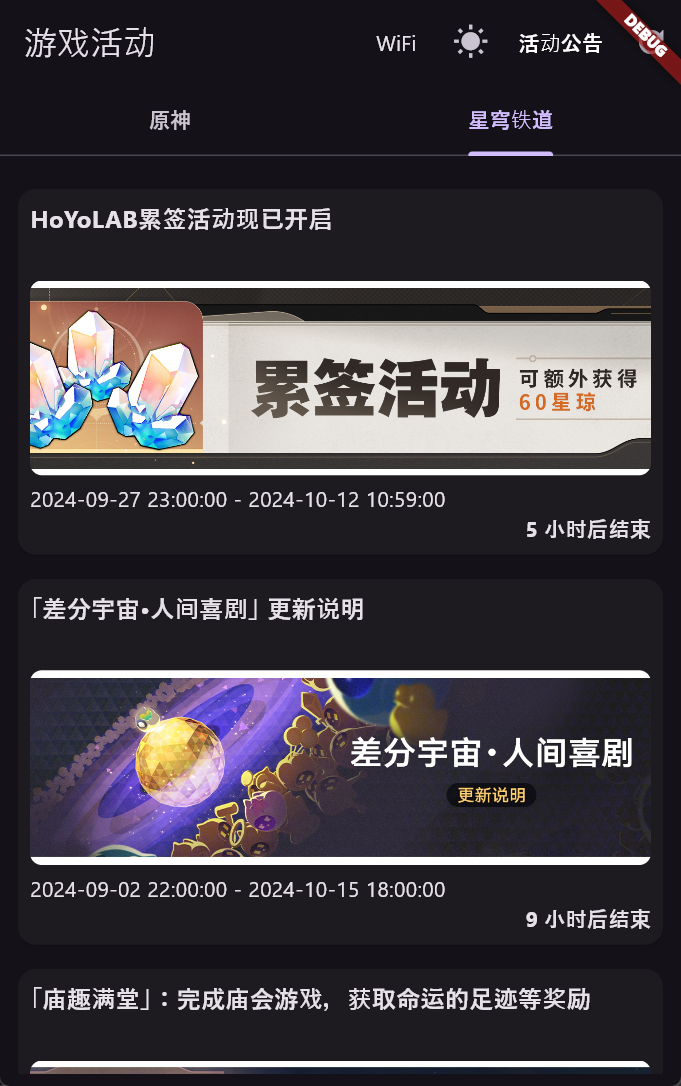 游戏活动
WiFi
活动公告
DEBUG
原神
星穹铁道
HoYoLAB累签活动现已开启
累签活动
可额外获得
60星琼
2024-09-27 23:00:00 - 2024-10-12 10:59:00
5 小时后结束
「差分宇宙•人间喜剧」更新说明
差分宇宙·人间喜剧
更新说明
2024-09-02 22:00:00 - 2024-10-15 18:00:00
9 小时后结束
「庙趣满堂」：完成庙会游戏，获取命运的足迹等奖励